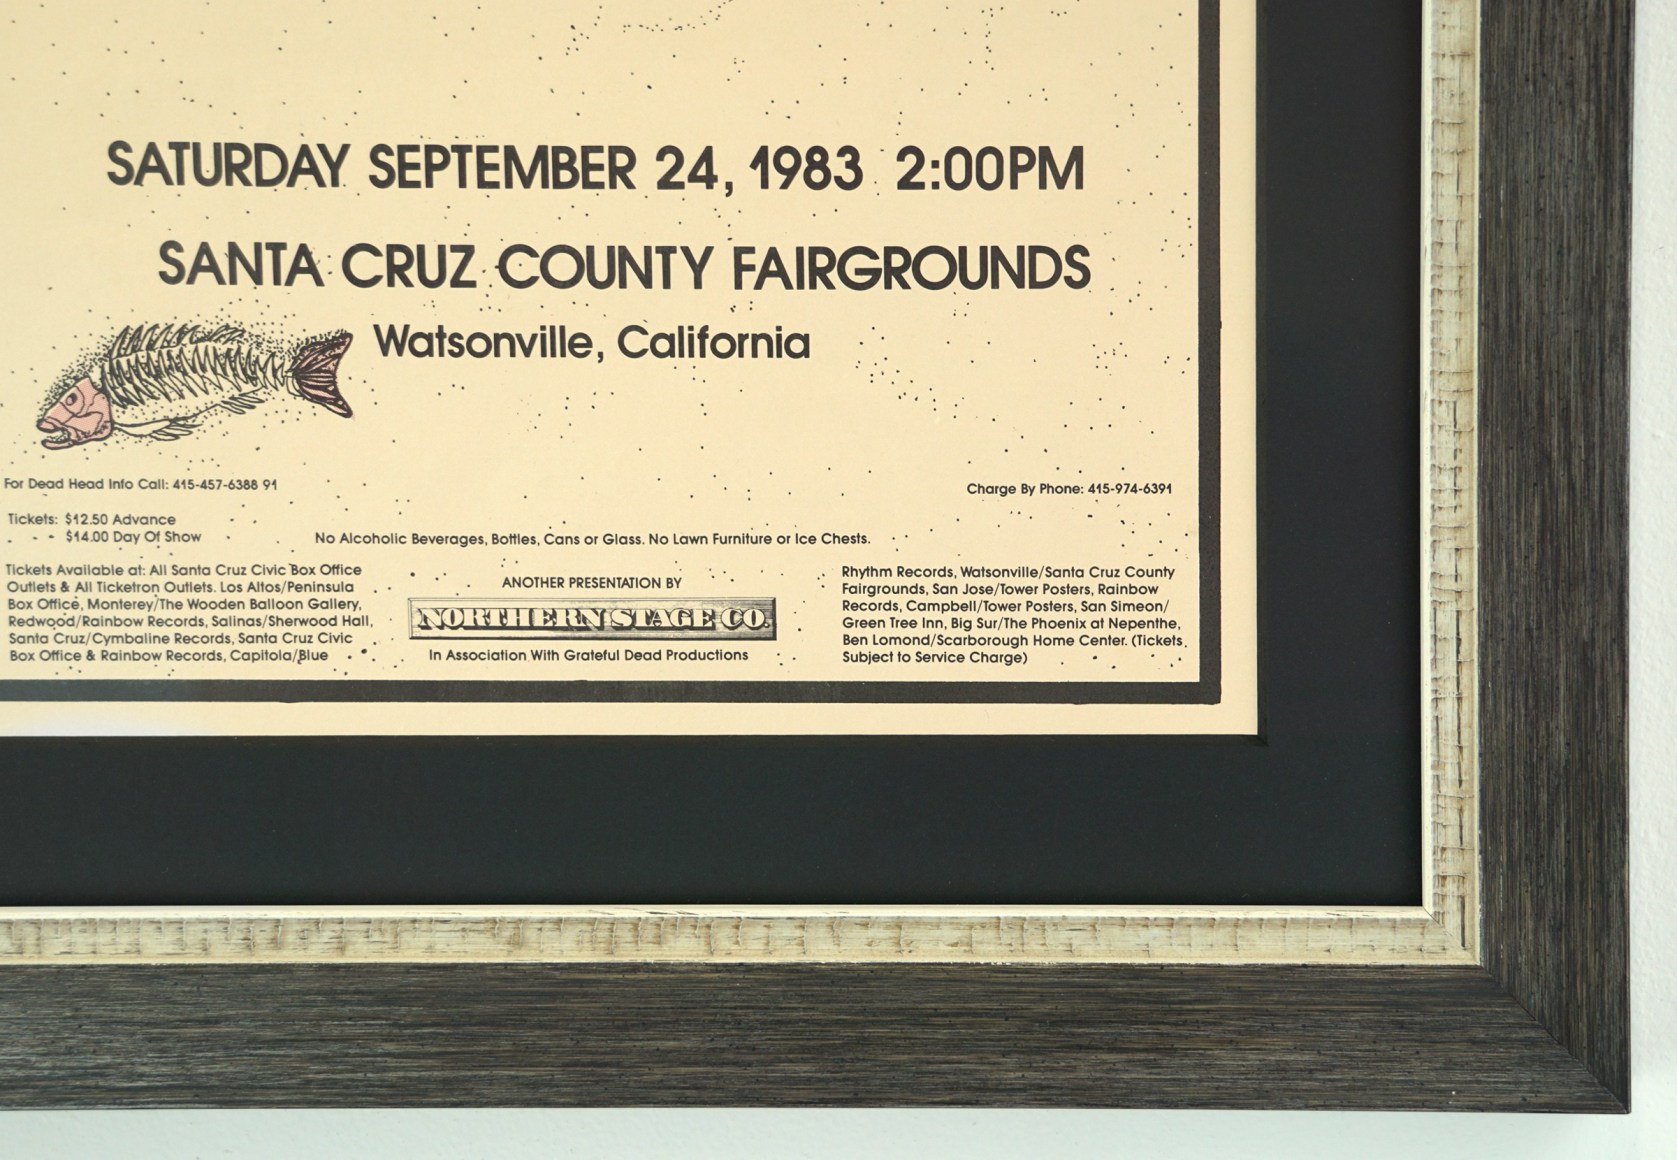 SATURDAY SEPTEMBER 24, 1983 2:00PM
SANTA CRUZ COUNTY FAIRGROUNDS
Watsonville, California
For Dead Head Info Call: 415-457-6388 91
Charge By Phone: 415-974-6391
Tickets: $12.50 Advance
$14.00 Day Of Show
No Alcoholic Beverages, Bottles, Cans or Glass. No Lawn Furniture or Ice Chests.
Tickets Available at: All Santa Cruz Civic Box Office
Outlets & All Ticketron Outlets. Los Altos/Peninsula
Box Office, Monterey/The Wooden Balloon Gallery,
Redwood/Rainbow Records, Salinas/Sherwood Hall,
Santa Cruz/Cymbaline Records, Santa Cruz Civic
Box Office & Rainbow Records, Capitola/Blue
ANOTHER PRESENTATION BY
NORTHERN STAGE CO.
In Association With Grateful Dead Productions
Rhythm Records, Watsonville/Santa Cruz County
Fairgrounds, San Jose/Tower Posters, Rainbow
Records, Campbell/Tower Posters, San Simeon/
Green Tree Inn, Big Sur/The Phoenix at Nepenthe,
Ben Lomond/Scarborough Home Center. (Tickets
Subject to Service Charge)